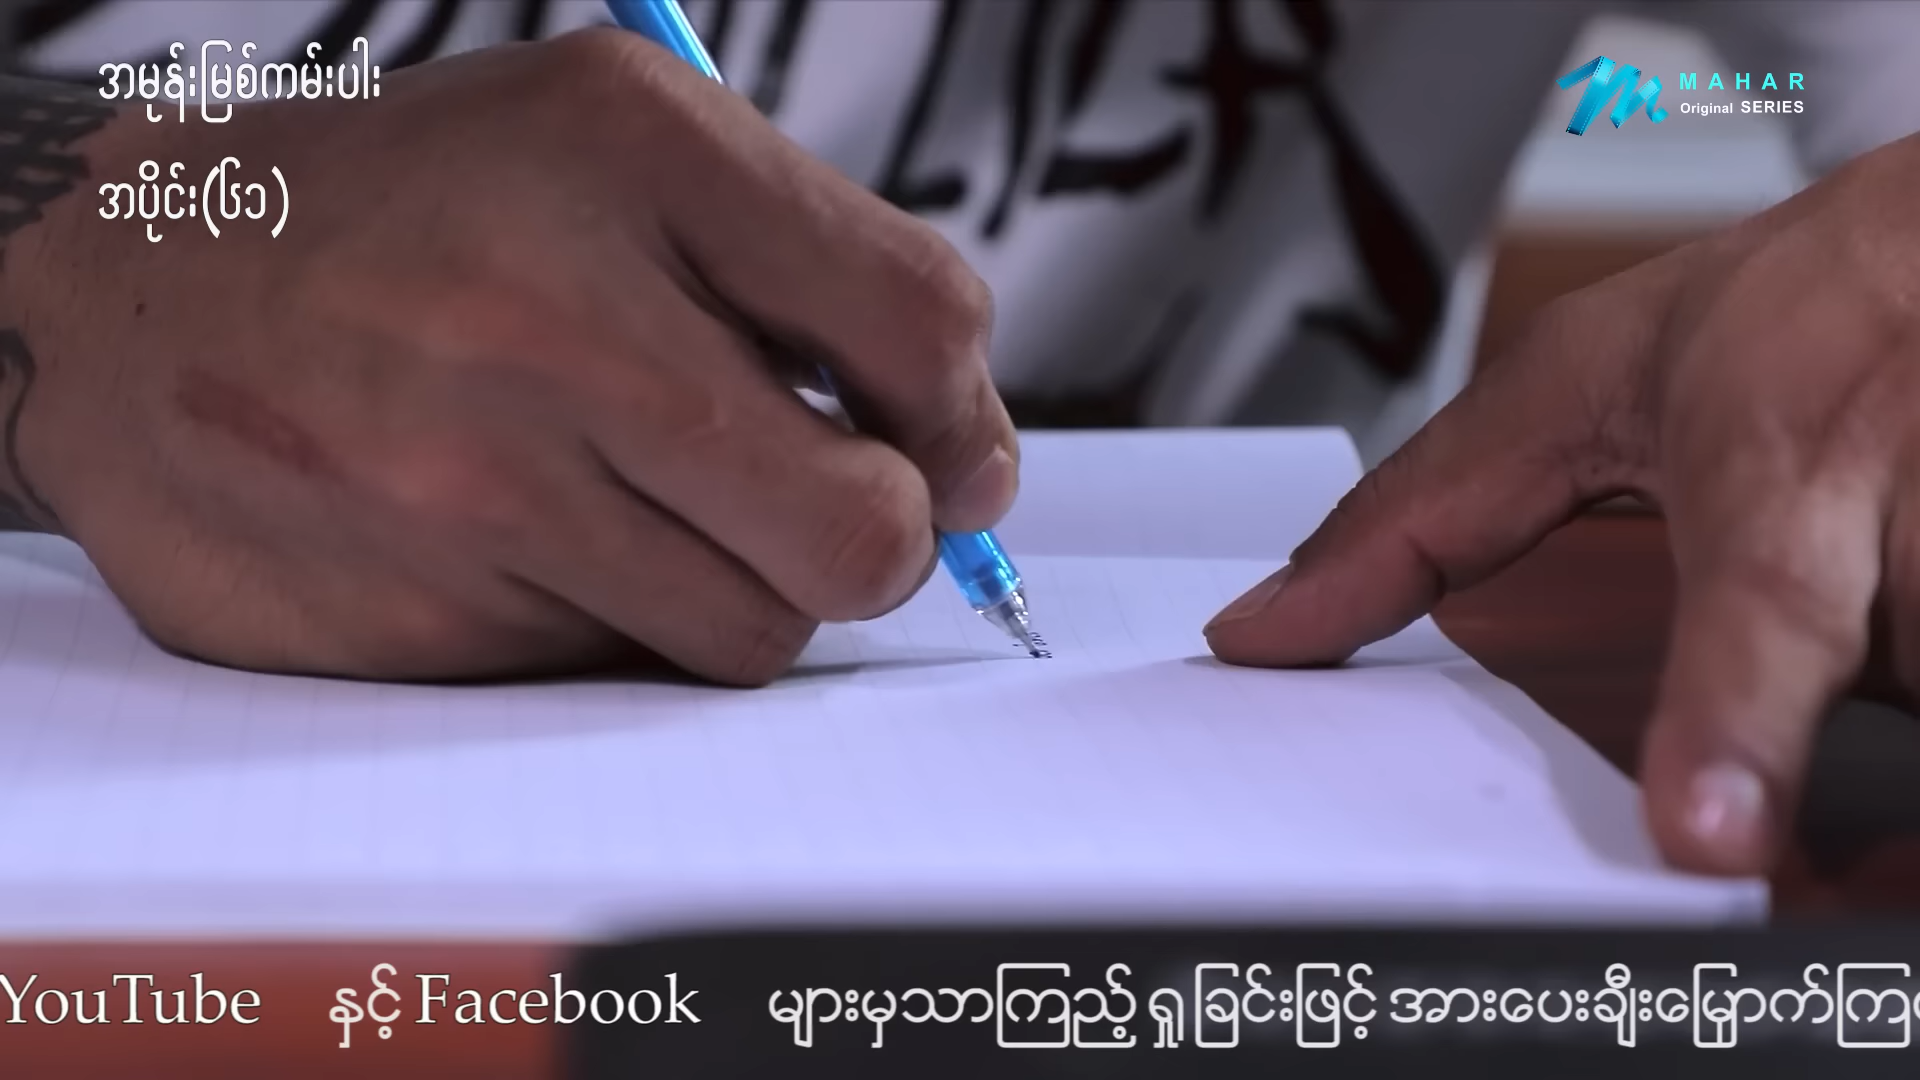 အမုန်းမြစ်ကမ်းပါး
အပိုင်း(၆၁)
MAHAR
Original SERIES
YouTube နှင့် Facebook များမှသာကြည့်ရှုခြင်းဖြင့် အားပေးချီးမြှောက်ကြ